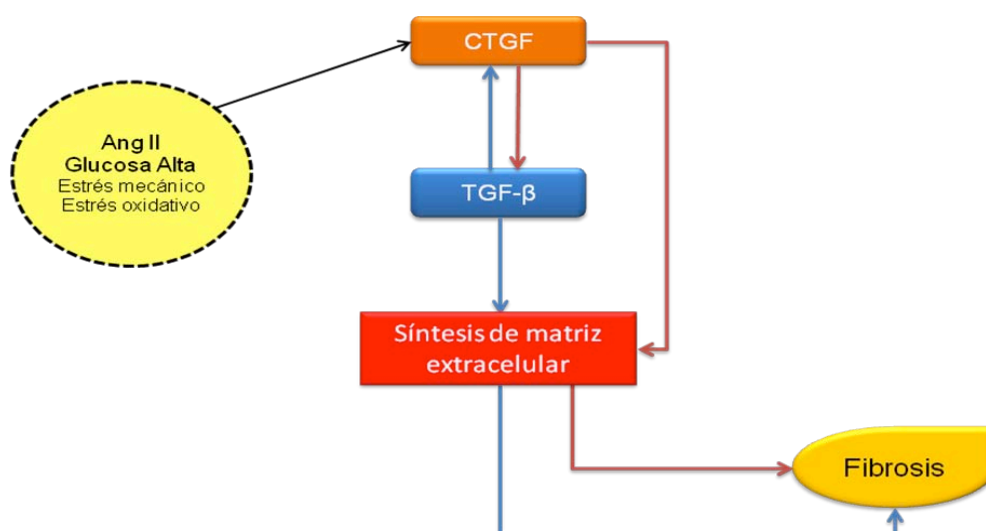 CTGF
Ang II
Glucosa Alta
Estrés mecánico
Estrés oxidativo
TGF-β
Síntesis de matriz
extracelular
Fibrosis